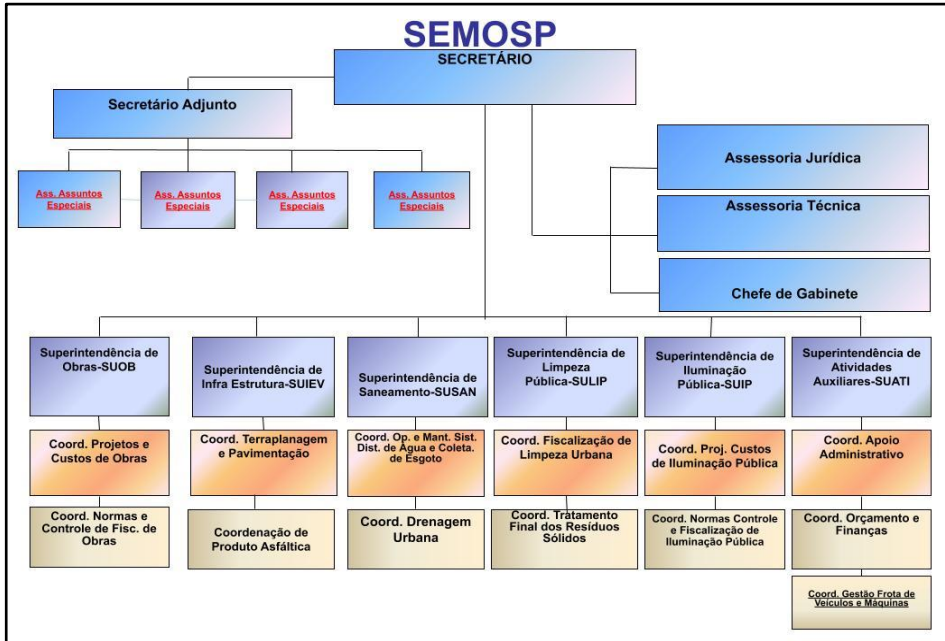 SEMOSP
SECRETÁRIO
Secretário Adjunto
Ass. Assuntos
Especiais
Ass. Assuntos
Especiais
Ass. Assuntos
Especiais
Ass. Assuntos
Especiais
Assessoria Jurídica
Assessoria Técnica
Chefe de Gabinete
Superintendência de
Obras-SUOB
Superintendência de
Infra Estrutura-SUIEV
Superintendência de
Saneamento-SUSAN
Superintendência de
Limpeza
Pública-SULIP
Superintendência de
Iluminação
Pública-SUIP
Superintendência de
Atividades
Auxiliares-SUATI
Coord. Projetos e
Custos de Obras
Coord. Terraplanagem
e Pavimentação
Coord. Op. e Mant. Sist.
Dist. de Água e Coleta.
de Esgoto
Coord. Fiscalização de
Limpeza Urbana
Coord. Proj. Custos
de Iluminação Pública
Coord. Apoio
Administrativo
Coord. Normas e
Controle de Fisc. de
Obras
Coordenação de
Produto Asfáltica
Coord. Drenagem
Urbana
Coord. Tratamento
Final dos Resíduos
Sólidos
Coord. Normas Controle
e Fiscalização de
Iluminação Pública
Coord. Orçamento e
Finanças
Coord. Gestão Frota de
Veículos e Máquinas